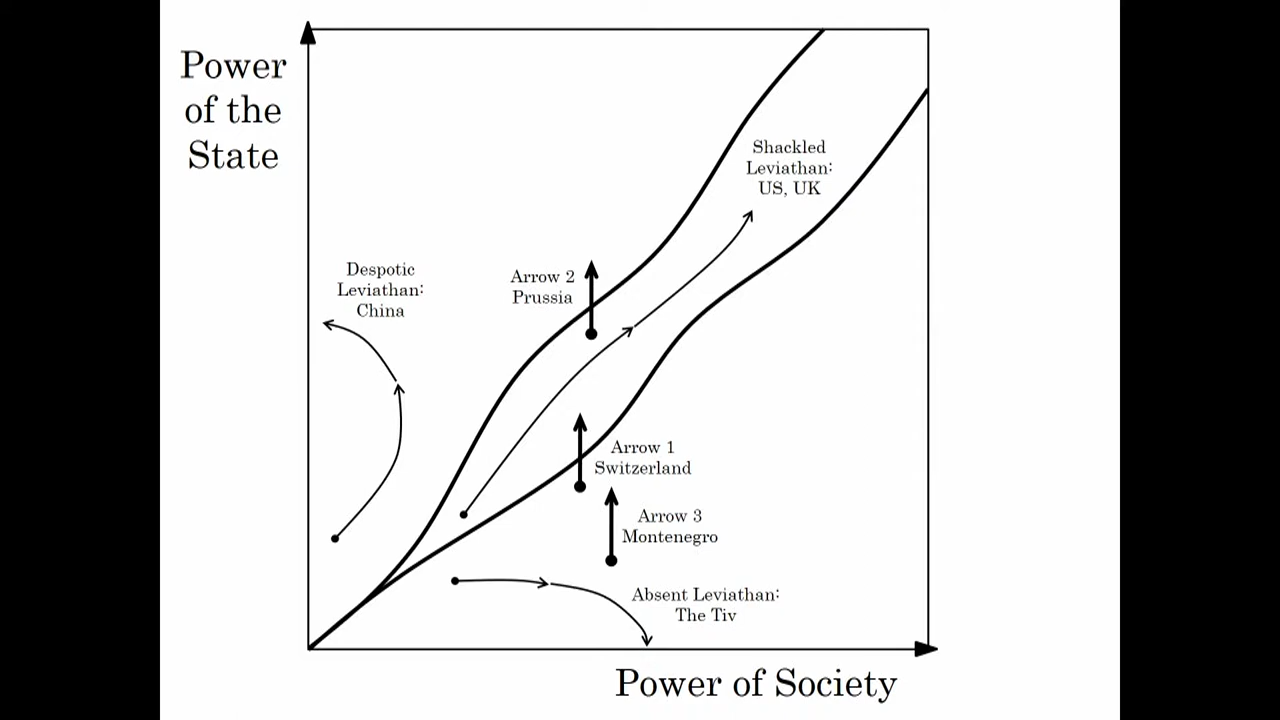 Power
of the
State
Shackled
Leviathan:
US, UK
Despotic
Leviathan:
China
Arrow 2
Prussia
Arrow 1
Switzerland
Arrow 3
Montenegro
Absent Leviathan:
The Tiv
Power of Society